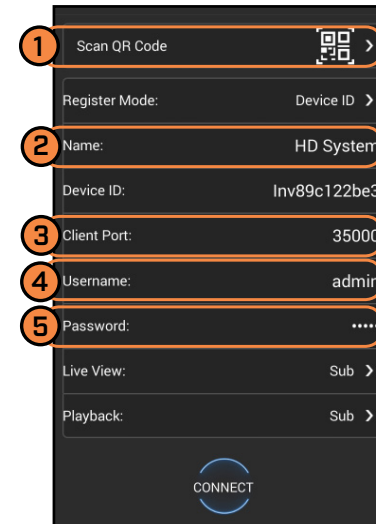 1 Scan QR Code
Register Mode: Device ID
2 Name: HD System
Device ID: lnv89c122be3
3 Client Port: 35000
4 Username: admin
5 Password: •••••
Live View: Sub
Playback: Sub
CONNECT